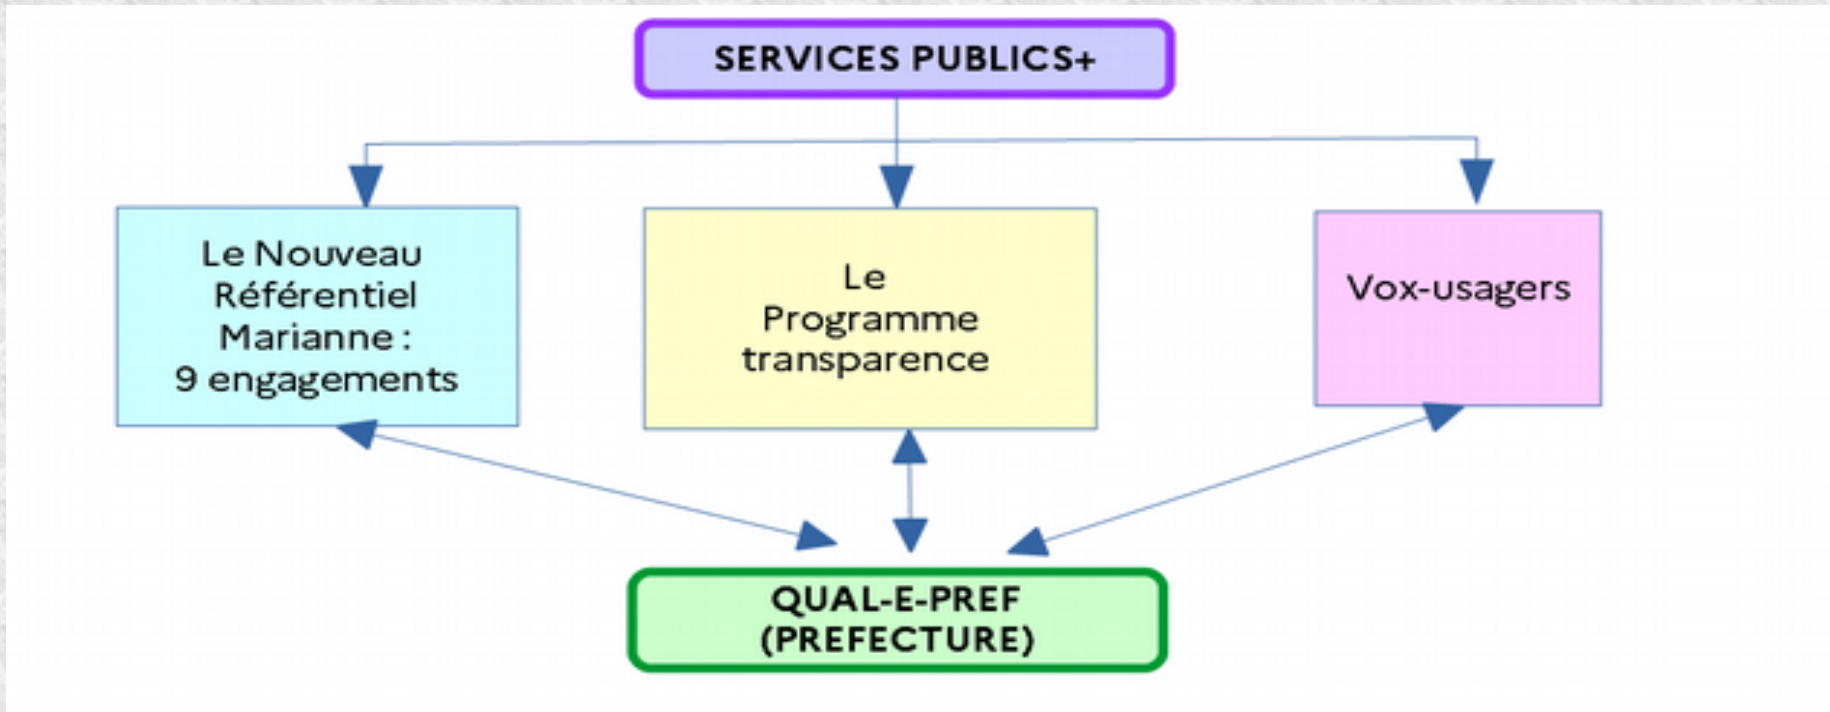 SERVICES PUBLICS+
Le Nouveau
Référentiel
Marianne :
9 engagements
Le
Programme
transparence
Vox-usagers
QUAL-E-PREF
(PREFECTURE)